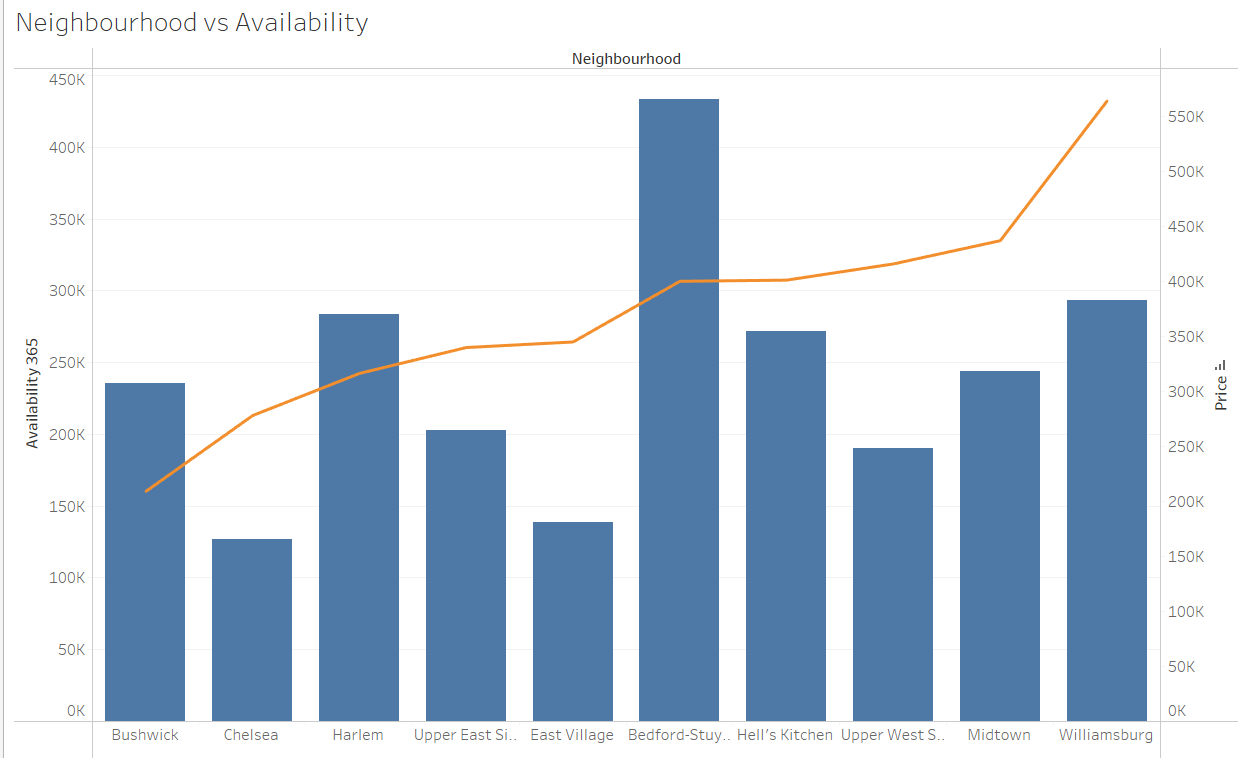 Neighbourhood vs Availability
Neighbourhood
450K
400K
350K
300K
250K
200K
150K
100K
50K
0K
Availability 365
550K
500K
450K
400K
350K
300K
250K
200K
150K
100K
50K
0K
Price
Bushwick Chelsea Harlem Upper East Si.. East Village Bedford-Stuy.. Hell's Kitchen Upper West S.. Midtown Williamsburg